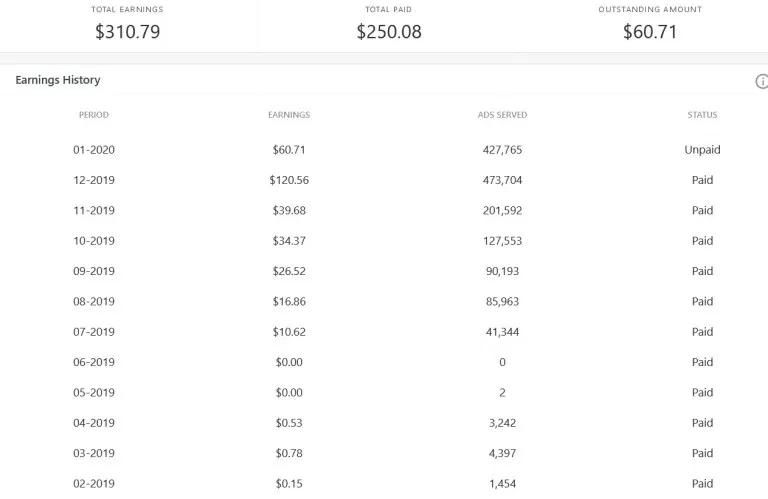 TOTAL EARNINGS TOTAL PAID OUTSTANDING AMOUNT
$310.79 $250.08 $60.71
Earnings History
PERIOD EARNINGS ADS SERVED STATUS
01-2020 $60.71 427,765 Unpaid
12-2019 $120.56 473,704 Paid
11-2019 $39.68 201,592 Paid
10-2019 $34.37 127,553 Paid
09-2019 $26.52 90,193 Paid
08-2019 $16.86 85,963 Paid
07-2019 $10.62 41,344 Paid
06-2019 $0.00 0 Paid
05-2019 $0.00 2 Paid
04-2019 $0.53 3,242 Paid
03-2019 $0.78 4,397 Paid
02-2019 $0.15 1,454 Paid